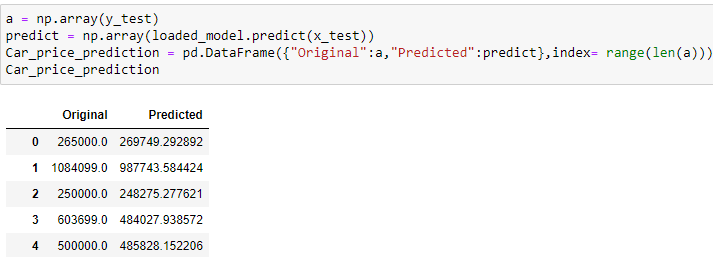 a = np.array(y_test)
predict = np.array(loaded_model.predict(x_test))
Car_price_prediction = pd.DataFrame({"Original":a,"Predicted":predict},index= range(len(a)))
Car_price_prediction
Original Predicted
0 265000.0 269749.292892
1 1084099.0 987743.584424
2 250000.0 248275.277621
3 603699.0 484027.938572
4 500000.0 485828.152206